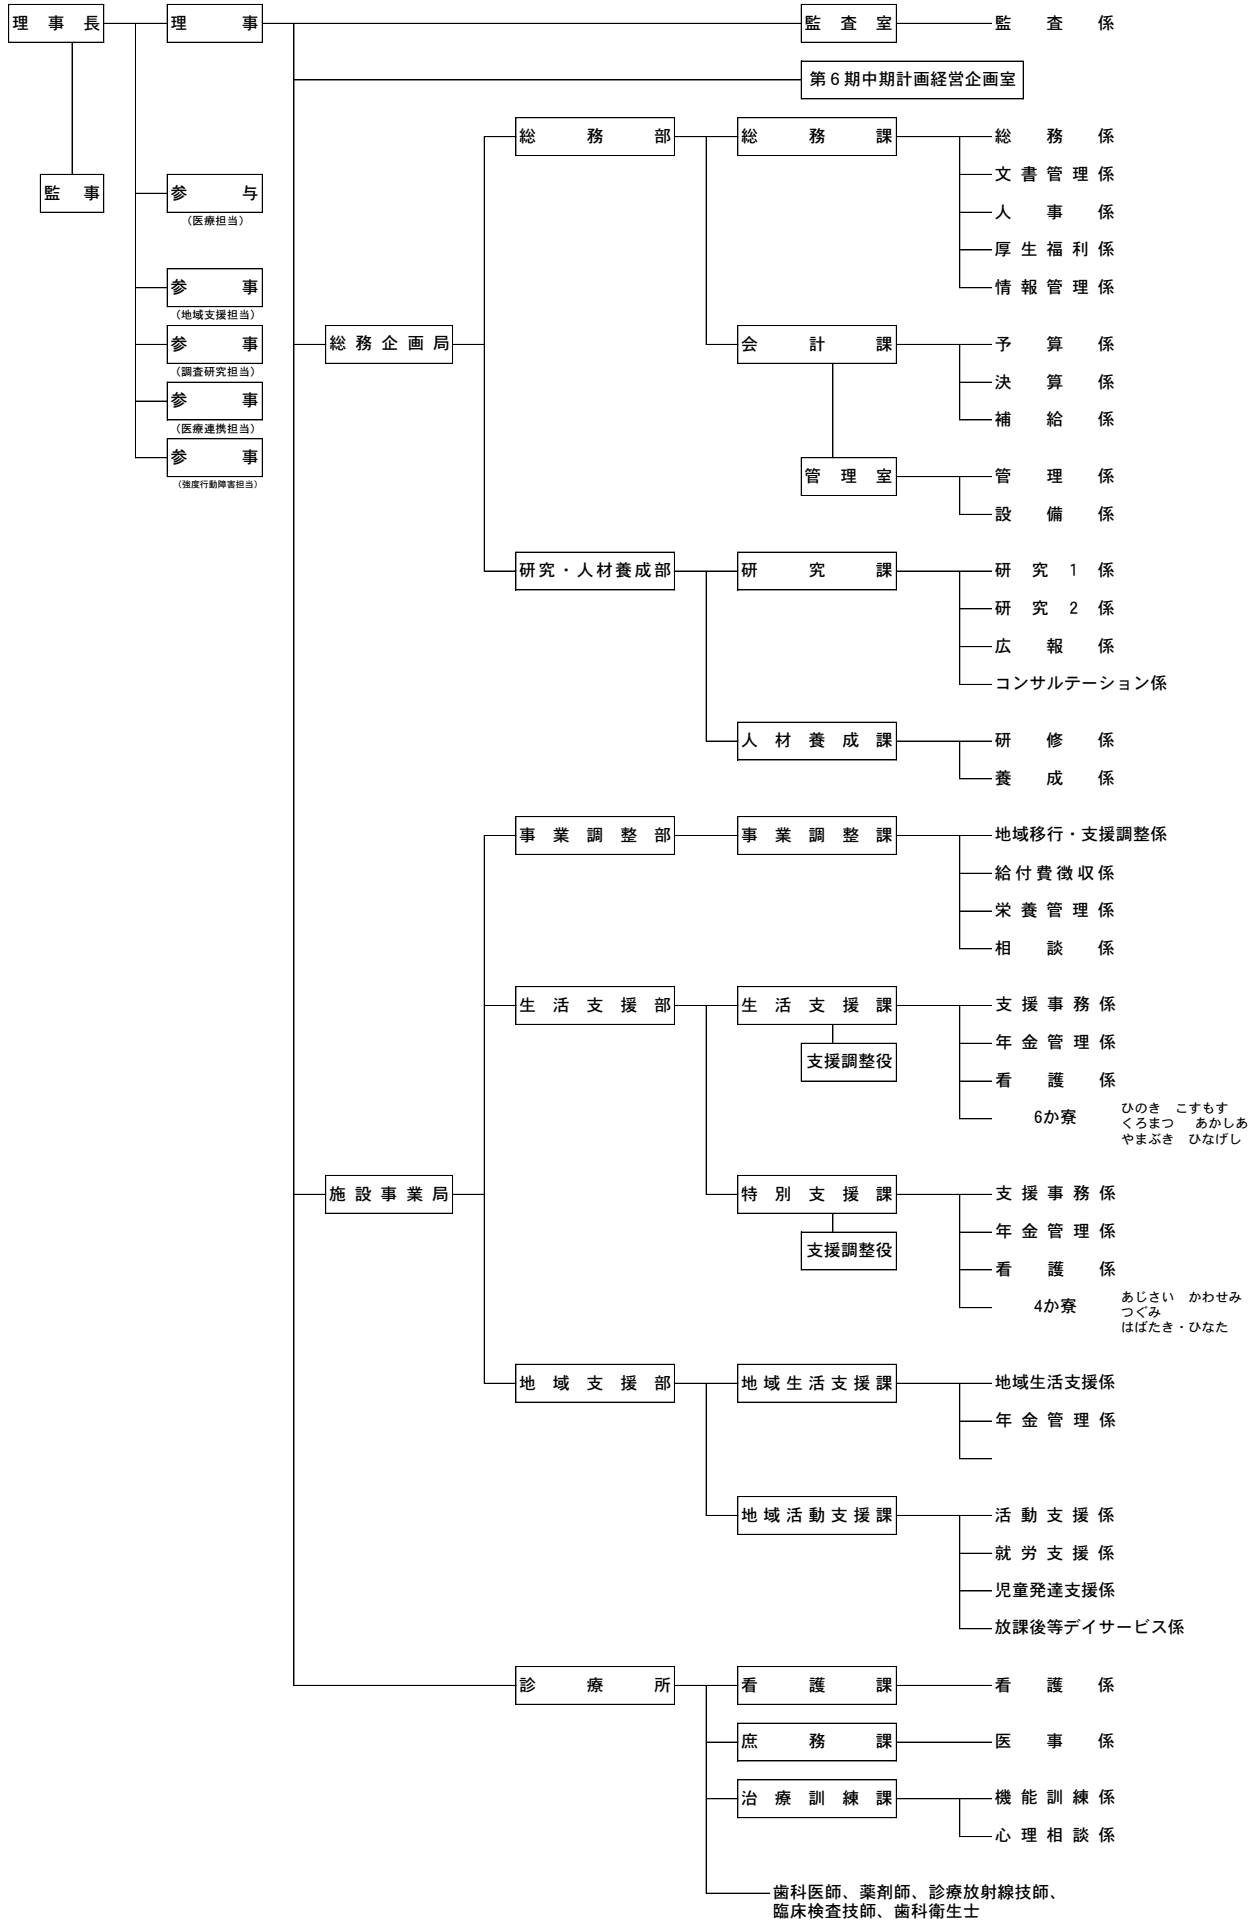 理事長
理事
監査室
監査係
第6期中期計画経営企画室
総務部
総務課
総務係
文書管理係
監事
参与
(医療担当)
人事係
厚生福利係
参事
(地域支援担当)
情報管理係
総務企画局
参事
(調査研究担当)
会計課
予算係
決算係
参事
(医療連携担当)
補給係
参事
(強度行動障害担当)
管理室
管理係
設備係
研究・人材養成部
研究課
研究1係
研究2係
広報係
コンサルテーション係
人材養成課
研修係
養成係
事業調整部
事業調整課
地域移行・支援調整係
給付費徴収係
栄養管理係
相談係
生活支援部
生活支援課
支援事務係
年金管理係
支援調整役
看護係
6か寮
ひのき こすもす
くろまつ あかしあ
やまぶき ひなげし
施設事業局
特別支援課
支援事務係
年金管理係
支援調整役
看護係
4か寮
あじさい かわせみ
つぐみ
はばたき・ひなた
地域支援部
地域生活支援課
地域生活支援係
年金管理係
地域活動支援課
活動支援係
就労支援係
児童発達支援係
放課後等デイサービス係
診療所
看護課
看護係
庶務課
医事係
治療訓練課
機能訓練係
心理相談係
歯科医師、薬剤師、診療放射線技師、
臨床検査技師、歯科衛生士